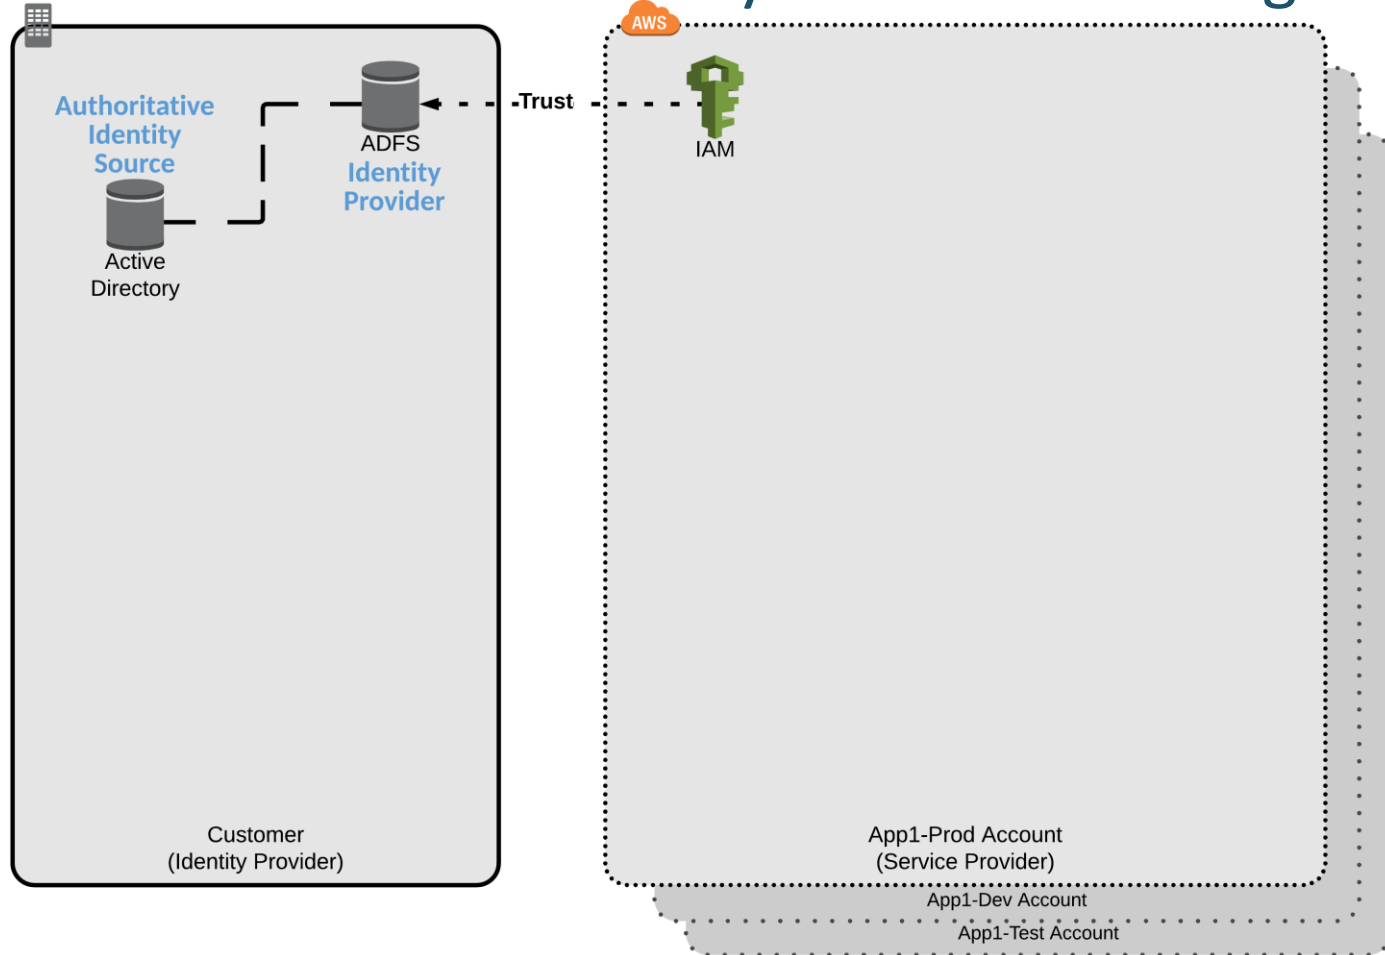 AWS
Authoritative
Identity
Source
Active
Directory
ADFS
Identity
Provider
Trust
IAM
Customer
(Identity Provider)
App1-Prod Account
(Service Provider)
App1-Dev Account
App1-Test Account